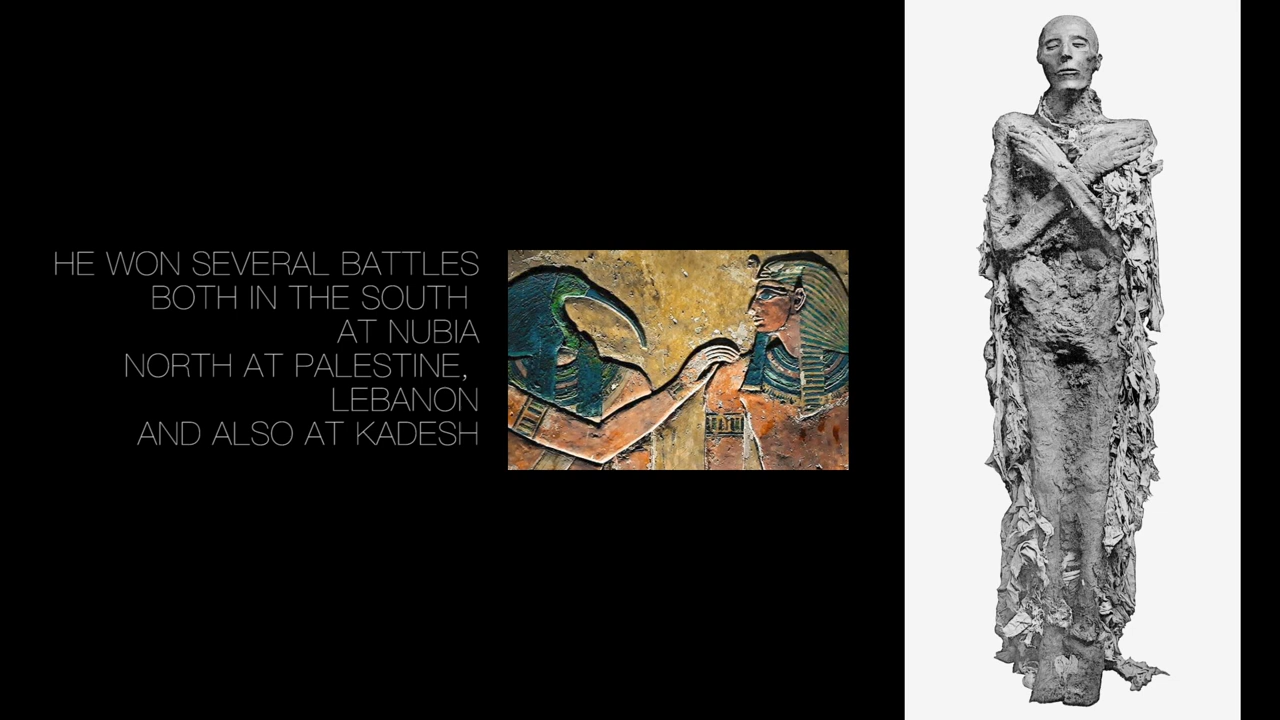 HE WON SEVERAL BATTLES
BOTH IN THE SOUTH
AT NUBIA
NORTH AT PALESTINE,
LEBANON
AND ALSO AT KADESH